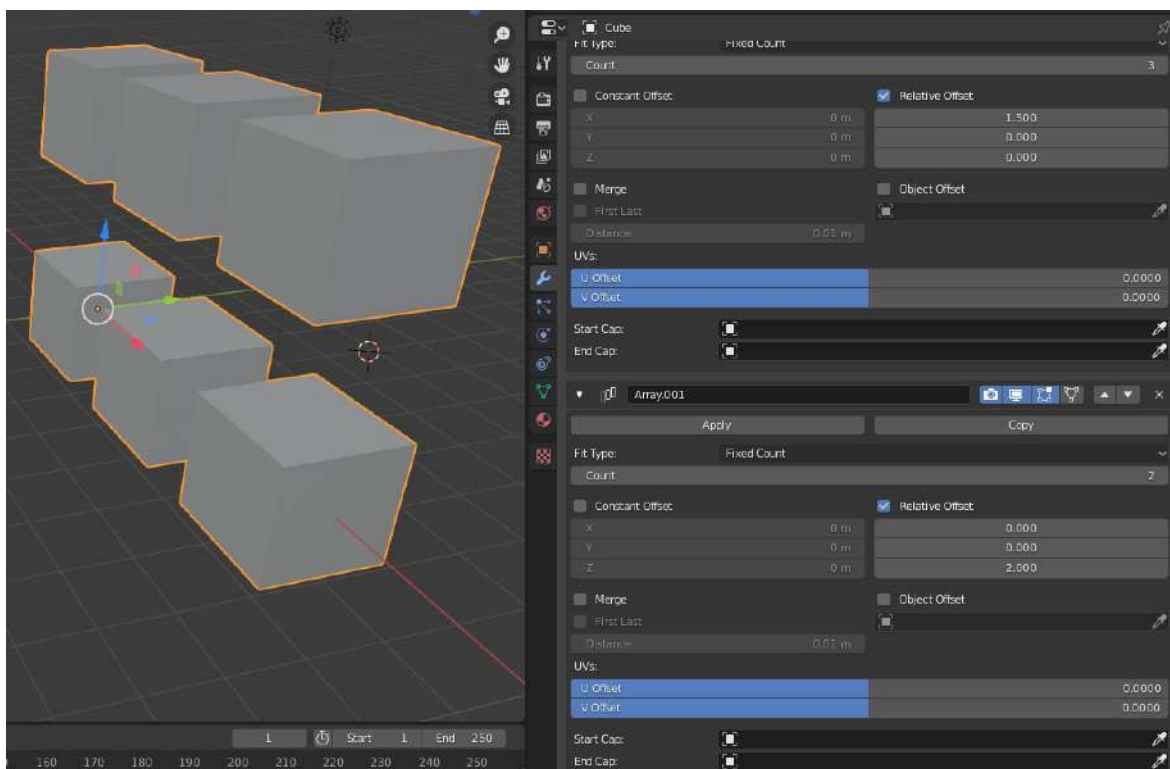 Cube
Fit Type: Fixed Count
Count 3
Constant Offset Relative Offset
X 0 m 1.500
Y 0 m 0.000
Z 0 m 0.000
Merge Object Offset
First Last
Distance 0.01 m
UVs:
U Offset 0.0000
V Offset 0.0000
Start Cap:
End Cap:
Array.001
Apply Copy
Fit Type: Fixed Count
Count 2
Constant Offset Relative Offset
X 0 m 0.000
Y 0 m 0.000
Z 0 m 2.000
Merge Object Offset
First Last
Distance 0.01 m
UVs:
U Offset 0.0000
V Offset 0.0000
1 Start 1 End 250
Start Cap:
160 170 180 190 200 210 220 230 240 250
End Cap: